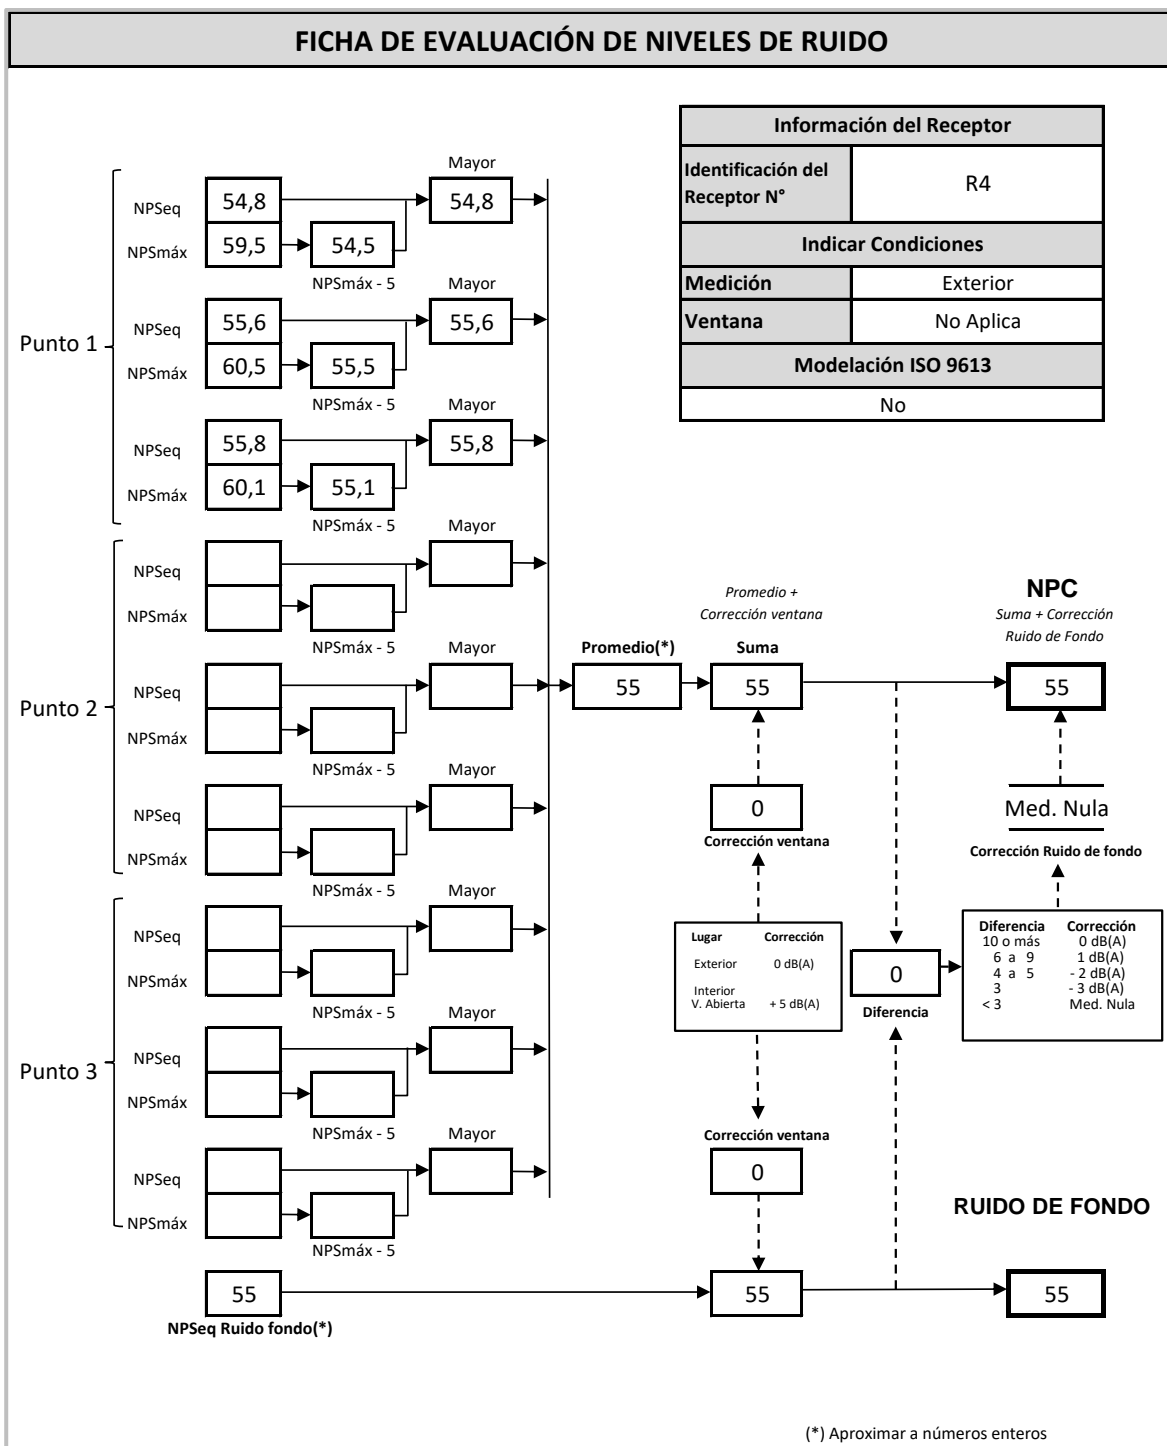 FICHA DE EVALUACIÓN DE NIVELES DE RUIDO
Información del Receptor
Identificación del Receptor N° R4
Indicar Condiciones
Medición Exterior
Ventana No Aplica
Modelación ISO 9613
No
Punto 1
Mayor
NPSeq 54,8 54,8
NPSmáx 59,5 54,5
NPSmáx - 5
Mayor
NPSeq 55,6 55,6
NPSmáx 60,5 55,5
NPSmáx - 5
Mayor
NPSeq 55,8 55,8
NPSmáx 60,1 55,1
NPSmáx - 5
Punto 2
Mayor
NPSeq
NPSmáx
NPSmáx - 5
Mayor
NPSeq
NPSmáx
NPSmáx - 5
Mayor
NPSeq
NPSmáx
NPSmáx - 5
Punto 3
Mayor
NPSeq
NPSmáx
NPSmáx - 5
Mayor
NPSeq
NPSmáx
NPSmáx - 5
Mayor
NPSeq
NPSmáx
NPSmáx - 5
Promedio(*)
55
Promedio +
Corrección ventana
Suma
55
NPC
Suma + Corrección
Ruido de Fondo
55
0
Corrección ventana
Med. Nula
Corrección Ruido de fondo
Lugar Corrección
Exterior 0 dB(A)
Interior
V. Abierta + 5 dB(A)
0
Diferencia
Diferencia Corrección
10 o más 0 dB(A)
6 a 9 1 dB(A)
4 a 5 - 2 dB(A)
3 - 3 dB(A)
< 3 Med. Nula
Corrección ventana
0
RUIDO DE FONDO
55 55 55
NPSeq Ruido fondo(*)
(*) Aproximar a números enteros